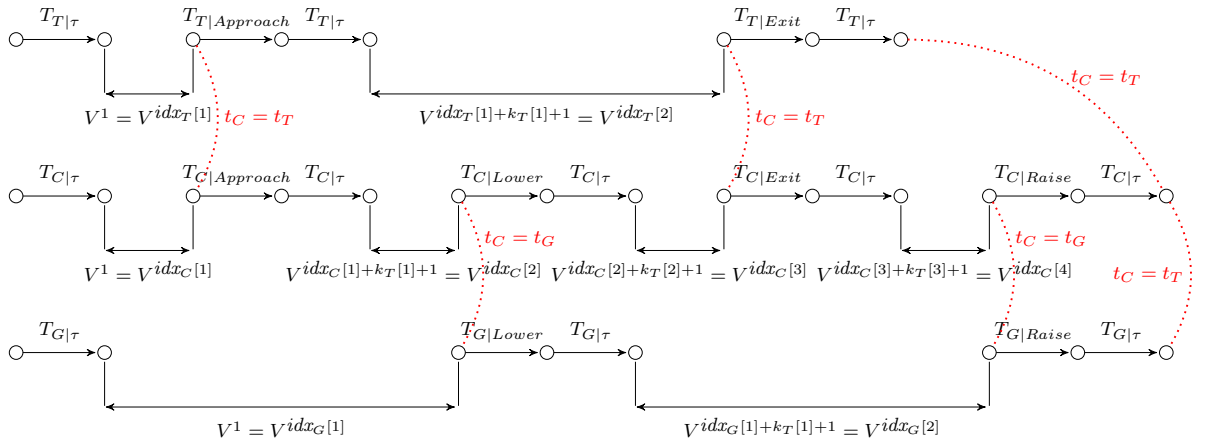 T_{T|τ} T_{T|Approach} T_{T|τ} T_{T|Exit} T_{T|τ}
t_C = t_T
V^1 = V^{idx_T[1]} t_C = t_T V^{idx_T[1]+k_T[1]+1} = V^{idx_T[2]} t_C = t_T
T_{C|τ} T_{C|Approach} T_{C|τ} T_{C|Lower} T_{C|τ} T_{C|Exit} T_{C|τ} T_{C|Raise} T_{C|τ}
t_C = t_G t_C = t_G
V^1 = V^{idx_C[1]} V^{idx_C[1]+k_T[1]+1} = V^{idx_C[2]} V^{idx_C[2]+k_T[2]+1} = V^{idx_C[3]} V^{idx_C[3]+k_T[3]+1} = V^{idx_C[4]} t_C = t_T
T_{G|τ} T_{G|Lower} T_{G|τ} T_{G|Raise} T_{G|τ}
V^1 = V^{idx_G[1]} V^{idx_G[1]+k_T[1]+1} = V^{idx_G[2]}